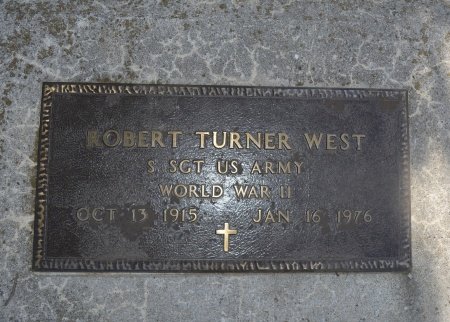 ROBERT TURNER WEST
S SGT US ARMY
WORLD WAR II
OCT 13 1915 JAN 16 1976